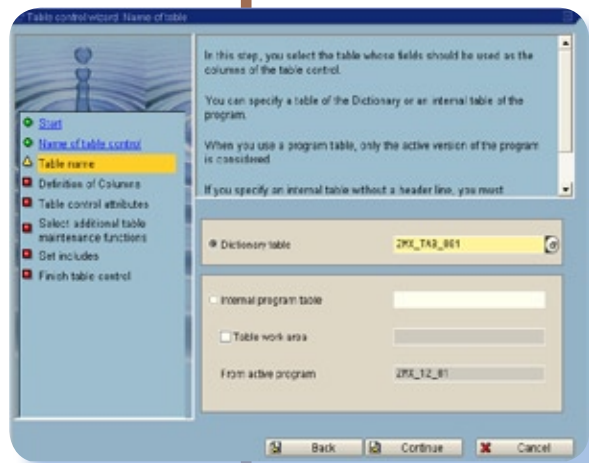 Table control wizard: Name of table
In this step, you select the table whose fields should be used as the
columns of the table control.
You can specify a table of the Dictionary or an internal table of the
program.
When you use a program table, only the active version of the program
is considered
If you specify an internal table without a header line, you must
Start
Name of table control
Table name
Definition of Columns
Table control attributes
Select additional table
maintenance functions
Set includes
Finish table control
Dictionary table
ZMX_TAB_001
Internal program table
Table work area
From active program
ZMX_12_01
Back
Continue
Cancel